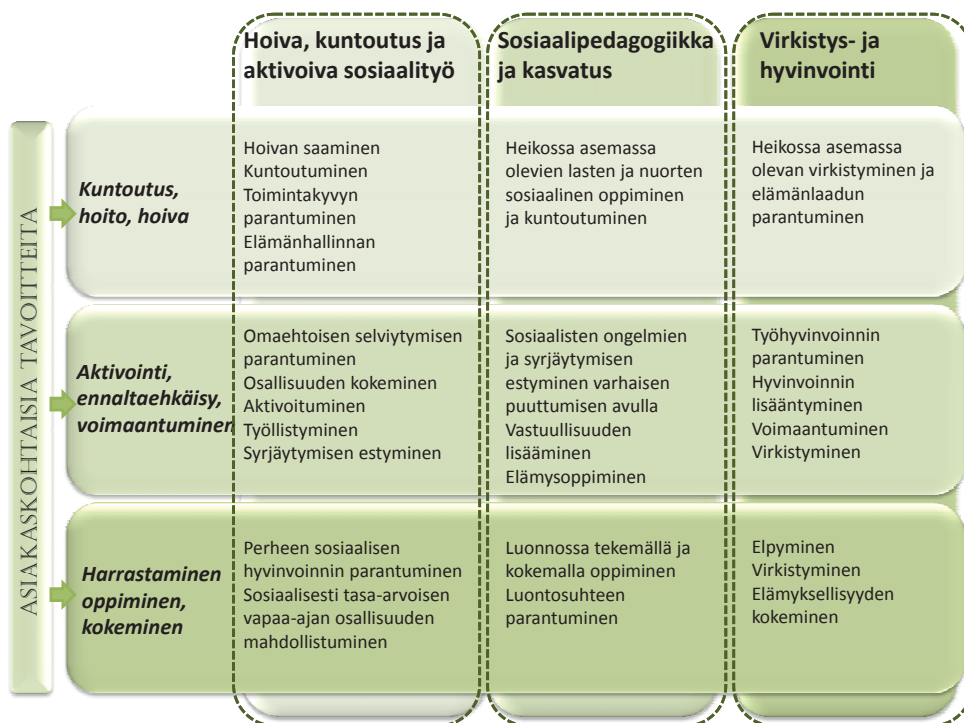 Hoiva, kuntoutus ja
aktivoiva sosiaalityö
Sosiaalipedagogiikka
ja kasvatus
Virkistys- ja
hyvinvointi
ASIAKASKOHTAISIA TAVOITTEITA
Kuntoutus,
hoito, hoiva
Hoivan saaminen
Kuntoutuminen
Toimintakyvyn
parantuminen
Elämänhallinnan
parantuminen
Heikossa asemassa
olevien lasten ja nuorten
sosiaalinen oppiminen
ja kuntoutuminen
Heikossa asemassa
olevan virkistyminen ja
elämänlaadun
parantuminen
Aktivointi,
ennaltaehkäisy,
voimaantuminen
Omaehtoisen selviytymisen
parantuminen
Osallisuuden kokeminen
Aktivoituminen
Työllistyminen
Syrjäytymisen estyminen
Sosiaalisten ongelmien
ja syrjäytymisen
estyminen varhaisen
puuttumisen avulla
Vastuullisuuden
lisääminen
Elämysoppiminen
Työhyvinvoinnin
parantuminen
Hyvinvoinnin
lisääntyminen
Voimaantuminen
Virkistyminen
Harrastaminen
oppiminen,
kokeminen
Perheen sosiaalisen
hyvinvoinnin parantuminen
Sosiaalisesti tasa-arvoisen
vapaa-ajan osallisuuden
mahdollistuminen
Luonnossa tekemällä ja
kokemalla oppiminen
Luontosuhteen
parantuminen
Elpyminen
Virkistyminen
Elämyksellisyyden
kokeminen